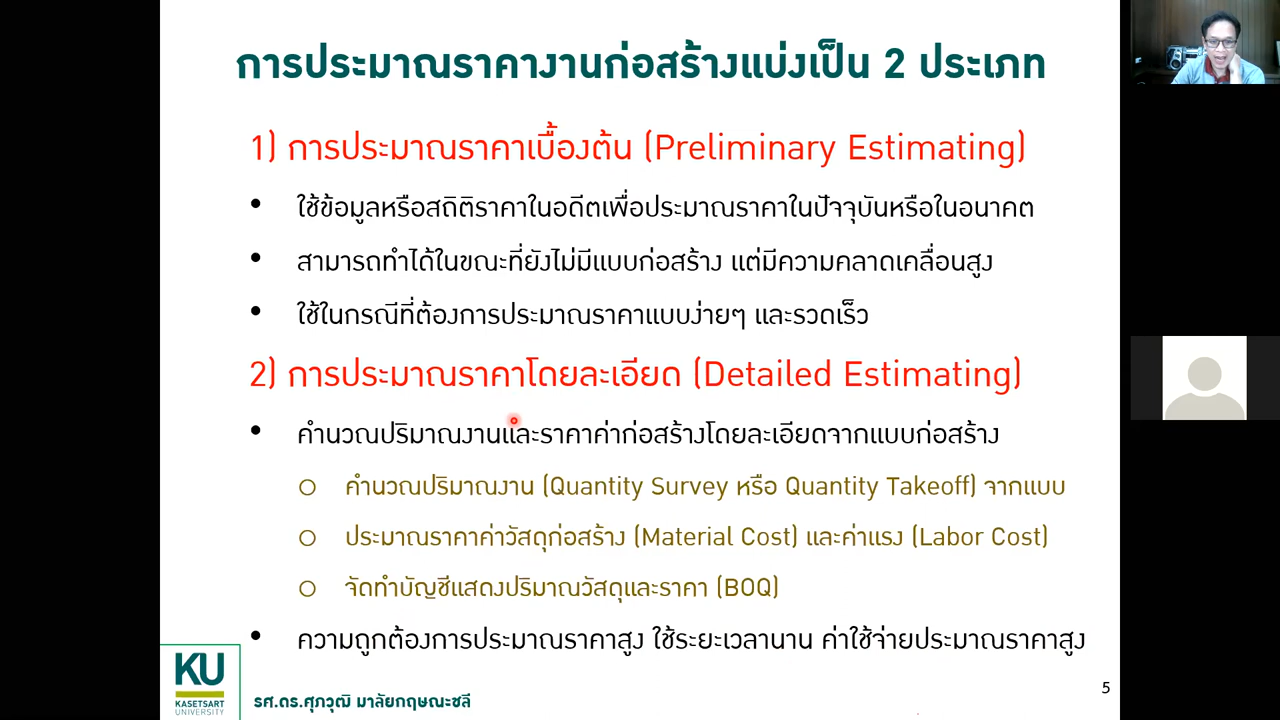 การประมาณราคางานก่อสร้างแบ่งเป็น 2 ประเภท
1) การประมาณราคาเบื้องต้น (Preliminary Estimating)
• ใช้ข้อมูลหรือสถิติราคาในอดีตเพื่อประมาณราคาในปัจจุบันหรือในอนาคต
• สามารถทำได้ในขณะที่ยังไม่มีแบบก่อสร้าง แต่มีความคลาดเคลื่อนสูง
• ใช้ในกรณีที่ต้องการประมาณราคาแบบง่ายๆ และรวดเร็ว
2) การประมาณราคาโดยละเอียด (Detailed Estimating)
• คำนวณปริมาณงานและราคาค่าก่อสร้างโดยละเอียดจากแบบก่อสร้าง
○ คำนวณปริมาณงาน (Quantity Survey หรือ Quantity Takeoff) จากแบบ
○ ประมาณราคาค่าวัสดุก่อสร้าง (Material Cost) และค่าแรง (Labor Cost)
○ จัดทำบัญชีแสดงปริมาณวัสดุและราคา (BOQ)
• ความถูกต้องการประมาณราคาสูง ใช้ระยะเวลานาน ค่าใช้จ่ายประมาณราคาสูง
KU
KASETSART
UNIVERSITY
รศ.ดร.ศุภวุฒิ มาลัยกฤษณะชลี
5